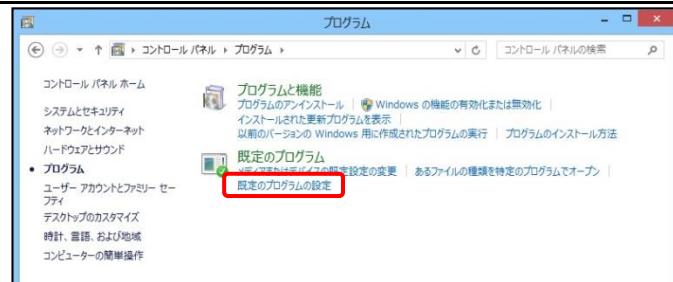 プログラム
コントロール パネル ▸ プログラム ▸
コントロール パネルの検索
コントロール パネル ホーム
システムとセキュリティ
ネットワークとインターネット
ハードウェアとサウンド
プログラム
ユーザー アカウントとファミリー セー
フティ
デスクトップのカスタマイズ
時計、言語、および地域
コンピューターの簡単操作
プログラムと機能
プログラムのアンインストール | Windows の機能の有効化または無効化 |
インストールされた更新プログラムを表示 |
以前のバージョンの Windows 用に作成されたプログラムの実行 | プログラムのインストール方法
既定のプログラム
メディアまたはデバイスの既定設定の変更 | あるファイルの種類を特定のプログラムでオープン |
既定のプログラムの設定